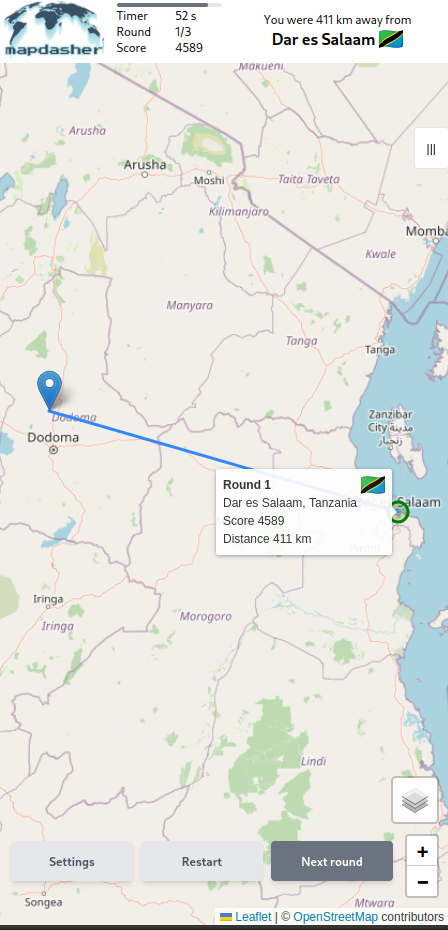 mapdasher
Timer 52 s
Round 1/3
Score 4589
You were 411 km away from
Dar es Salaam
Makueni
Arusha
Arusha
Moshi
Taita Taveta
Kilimanjaro
Momba
Kwale
Manyara
Tanga
Tanga
Zanzibar
City مدينة
زنجبار
Dodoma
Dodoma
Round 1
Dar es Salaam, Tanzania
Score 4589
Distance 411 km
Salaam
Pwani
Iringa
Iringa
Morogoro
Lindi
Settings
Restart
Next round
+
−
Songea
Mtwara
Leaflet | © OpenStreetMap contributors